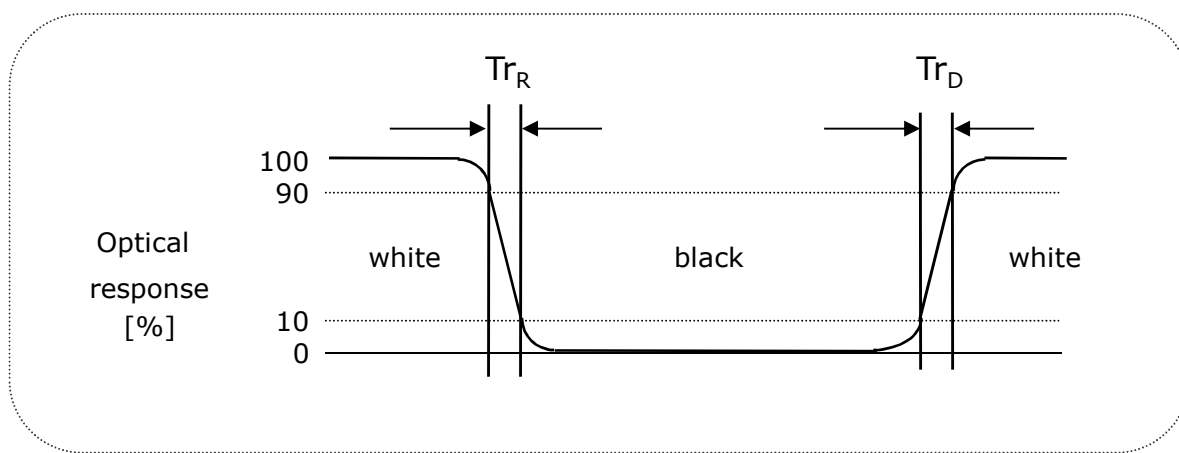 Tr_R
Tr_D
100
90
Optical
response
[%]
white
black
white
10
0